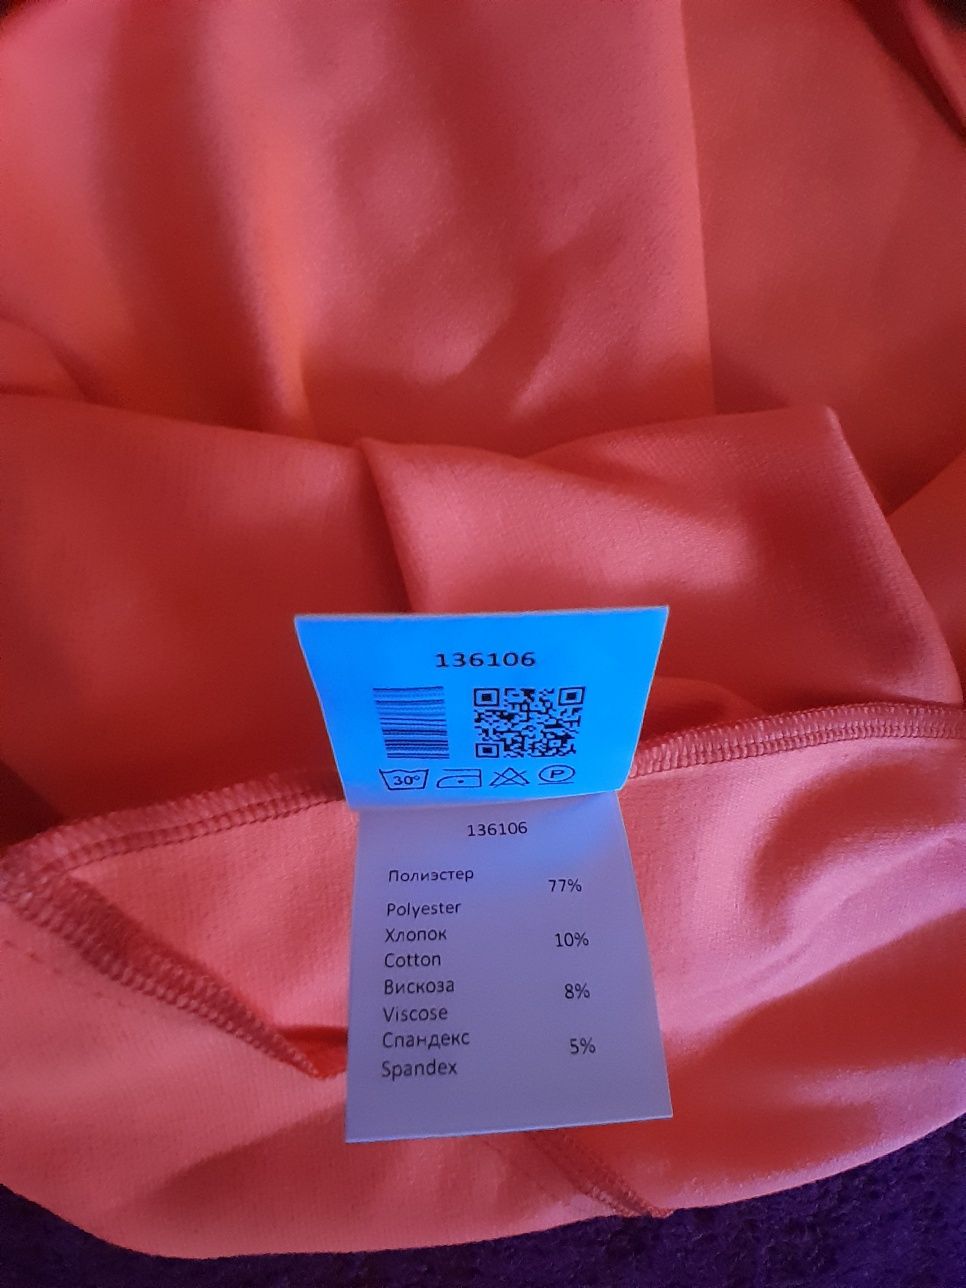 136106
30°
P
136106
Полиэстер 77%
Polyester
Хлопок 10%
Cotton
Вискоза 8%
Viscose
Спандекс 5%
Spandex